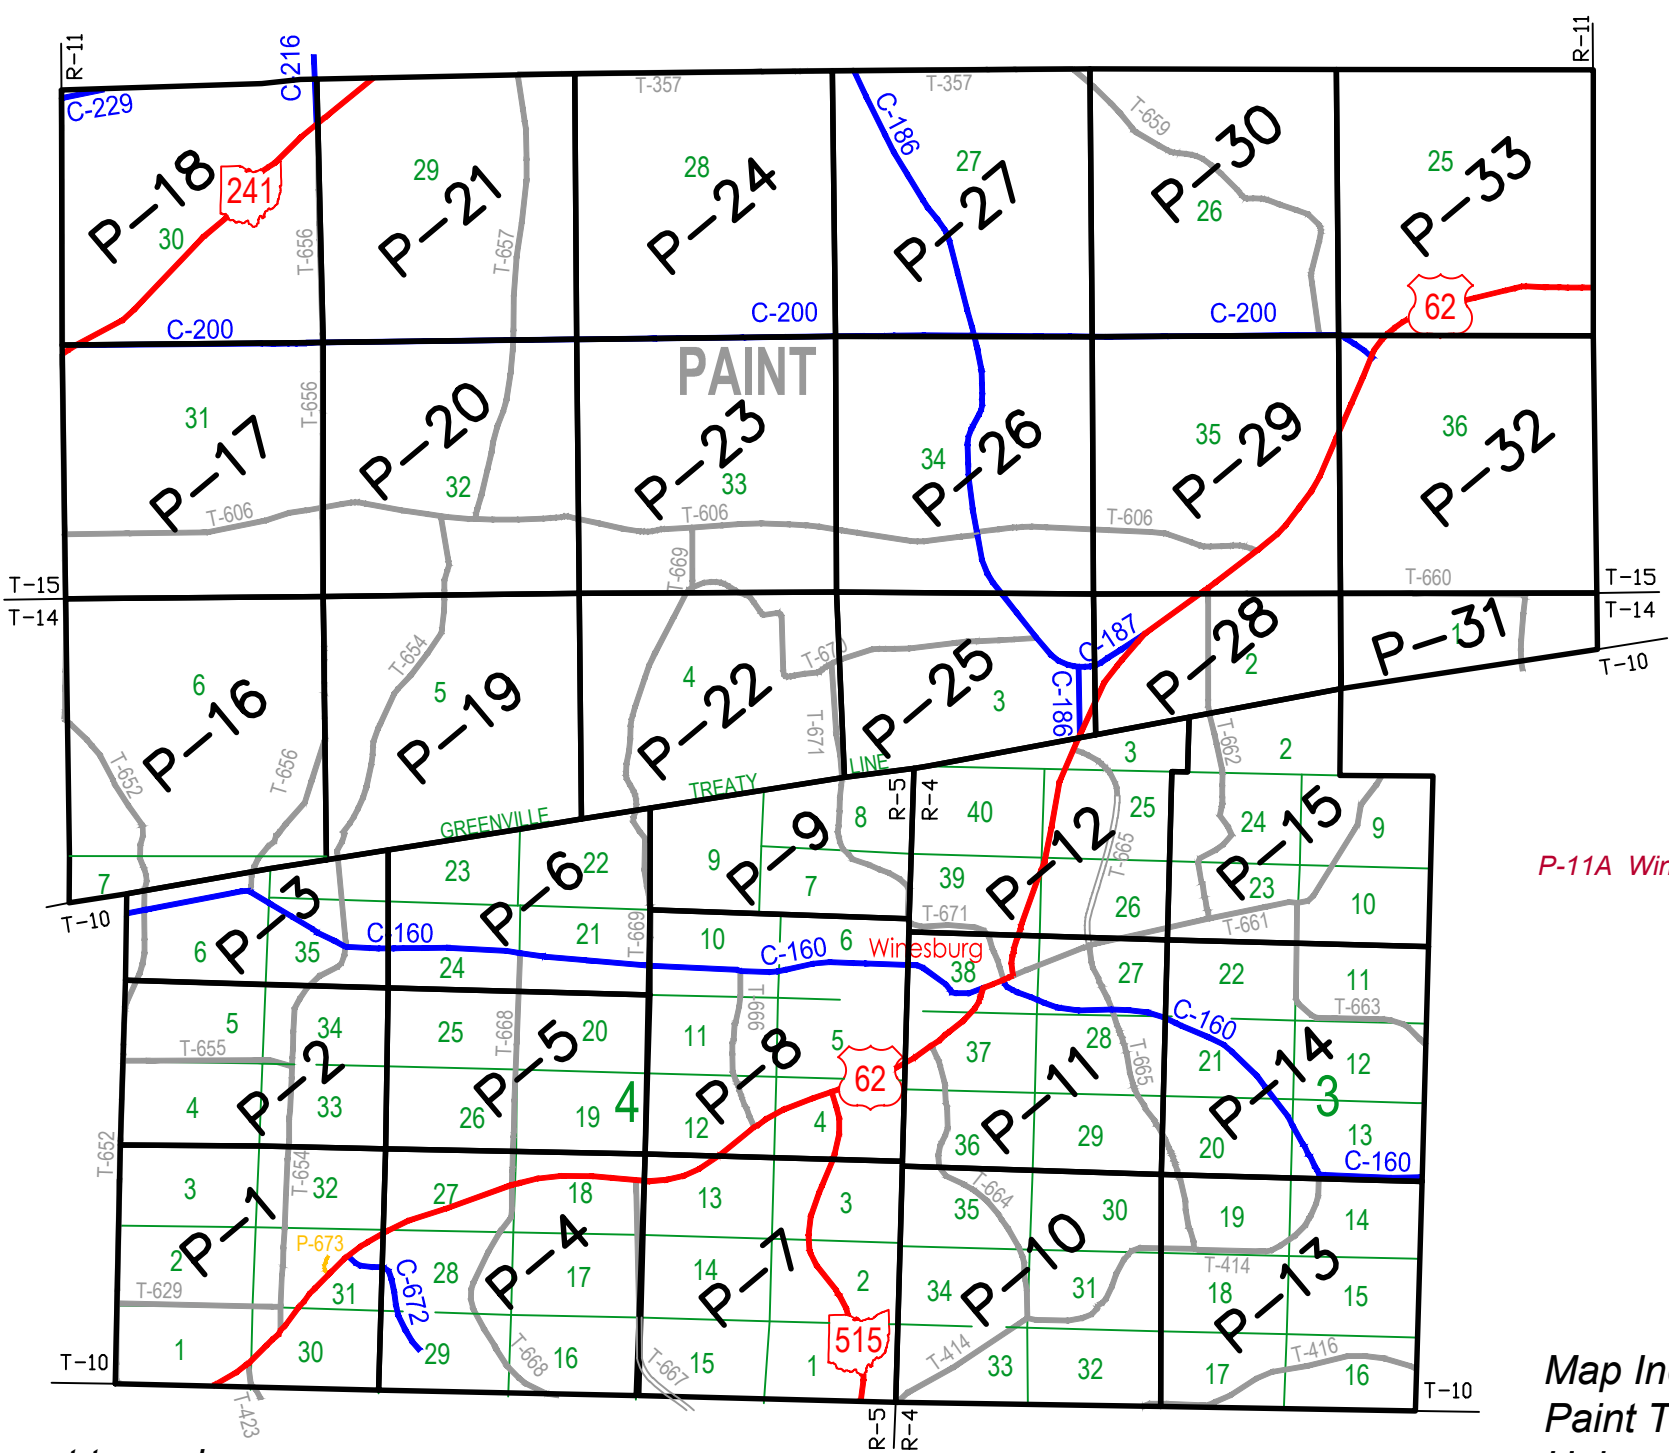 R-11
C-216
R-11
C-229
T-357
T-357
C-186
T-659
P-18
241
30
T-656
29
P-21
T-657
28
P-24
27
P-27
P-30
26
25
P-33
62
C-200
C-200
C-200
PAINT
31
P-17
T-656
P-20
32
P-23
33
34
P-26
35
P-29
36
P-32
T-606
T-606
T-606
T-669
T-660
T-15
T-14
T-15
T-14
T-10
6
P-16
T-652
T-656
T-654
5
P-19
4
P-22
T-670
T-671
P-25
3
C-187
C-186
P-28
2
P-31
1
GREENVILLE TREATY LINE
R-5
R-4
3
T-662
2
7
T-10
P-3
6
35
23
P-6
22
21
24
T-669
C-160
9
P-9
8
7
10
C-160
6
Winesburg
40
39
P-12
25
26
T-665
T-671
38
24
P-15
23
9
10
T-661
P-11A Win
5
34
T-655
P-2
4
33
T-652
25
T-668
P-5
20
26
19
4
11
T-666
P-8
5
62
12
4
37
28
27
T-665
P-11
36
29
22
C-160
21
P-14
3
20
11
T-663
12
13
C-160
3
T-654
32
P-1
2
P-673
31
T-629
1
30
T-423
T-10
27
18
P-4
28
17
C-672
29
T-668
16
13
3
14
P-7
2
515
15
1
T-667
R-5
R-4
35
T-664
30
P-10
34
31
T-414
33
32
19
14
T-414
18
P-13
15
17
T-416
16
T-10
Map In
Paint T